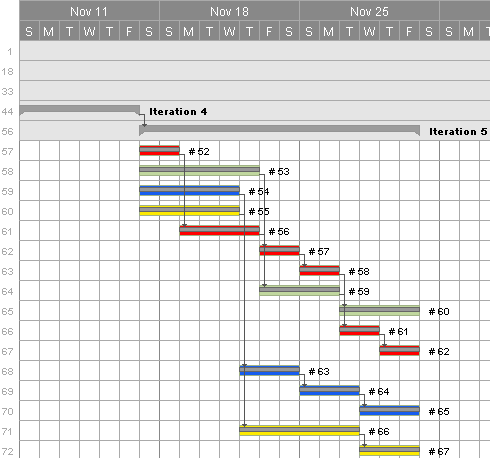 Nov 11 Nov 18 Nov 25
S M T W T F S S M T W T F S S M T W T F S S M
1
18
33
44 Iteration 4
56 Iteration 5
57 # 52
58 # 53
59 # 54
60 # 55
61 # 56
62 # 57
63 # 58
64 # 59
65 # 60
66 # 61
67 # 62
68 # 63
69 # 64
70 # 65
71 # 66
72 # 67